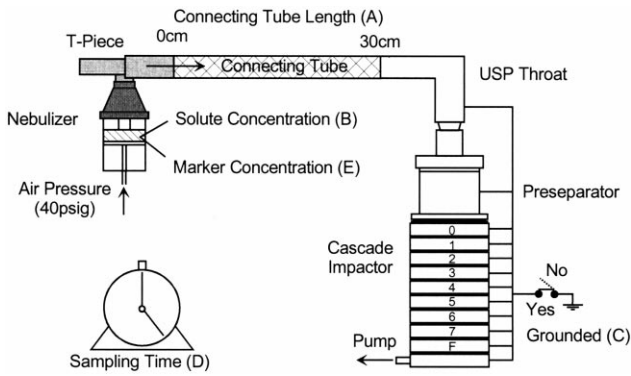 Connecting Tube Length (A)
0cm
30cm
T-Piece
Connecting Tube
USP Throat
Nebulizer
Solute Concentration (B)
Marker Concentration (E)
Air Pressure
(40psig)
Preseparator
Cascade
Impactor
0
1
2
3
4
5
6
7
F
No
Yes
Grounded (C)
Pump
Sampling Time (D)